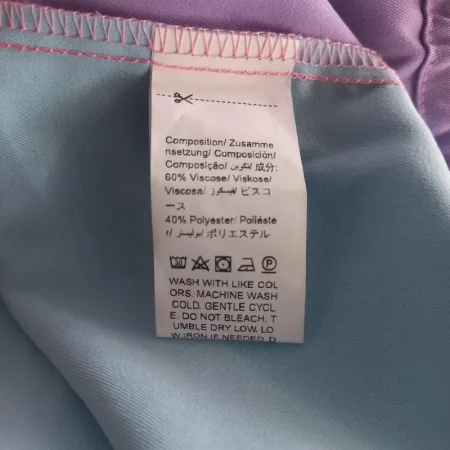 Composition/ Zusamme
nsetzung/ Composición/
Composição/ تكوين/ 成分:
60% Viscose/ Viskose/
Viscosa/ فيسكوز/ ビスコ
ース
40% Polyester/ Poliéste
r/ بوليستر/ ポリエステル
30 P
WASH WITH LIKE COL
ORS. MACHINE WASH
COLD. GENTLE CYCL
E. DO NOT BLEACH. T
UMBLE DRY LOW. LO
W IRON IF NEEDED. D